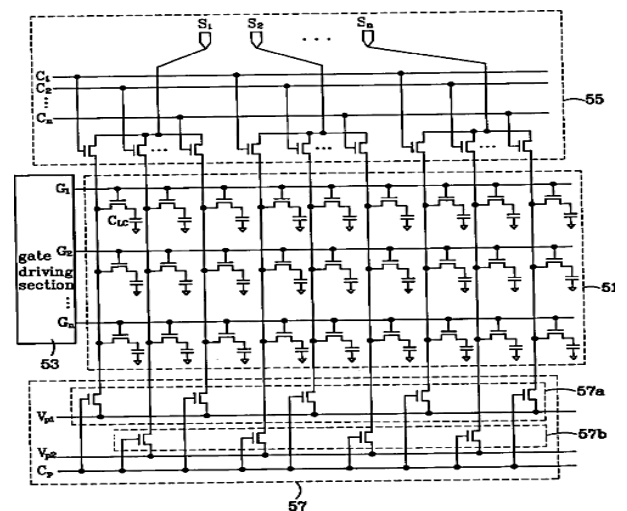 S₁ S₂ . . . Sₙ
C₁
C₂
⋮
Cₙ
55
... ... ...
G₁
C_LC
G₂
gate
driving
section
⋮
Gₙ
51
53
57a
Vp₁
57b
Vp₂
Cp
57